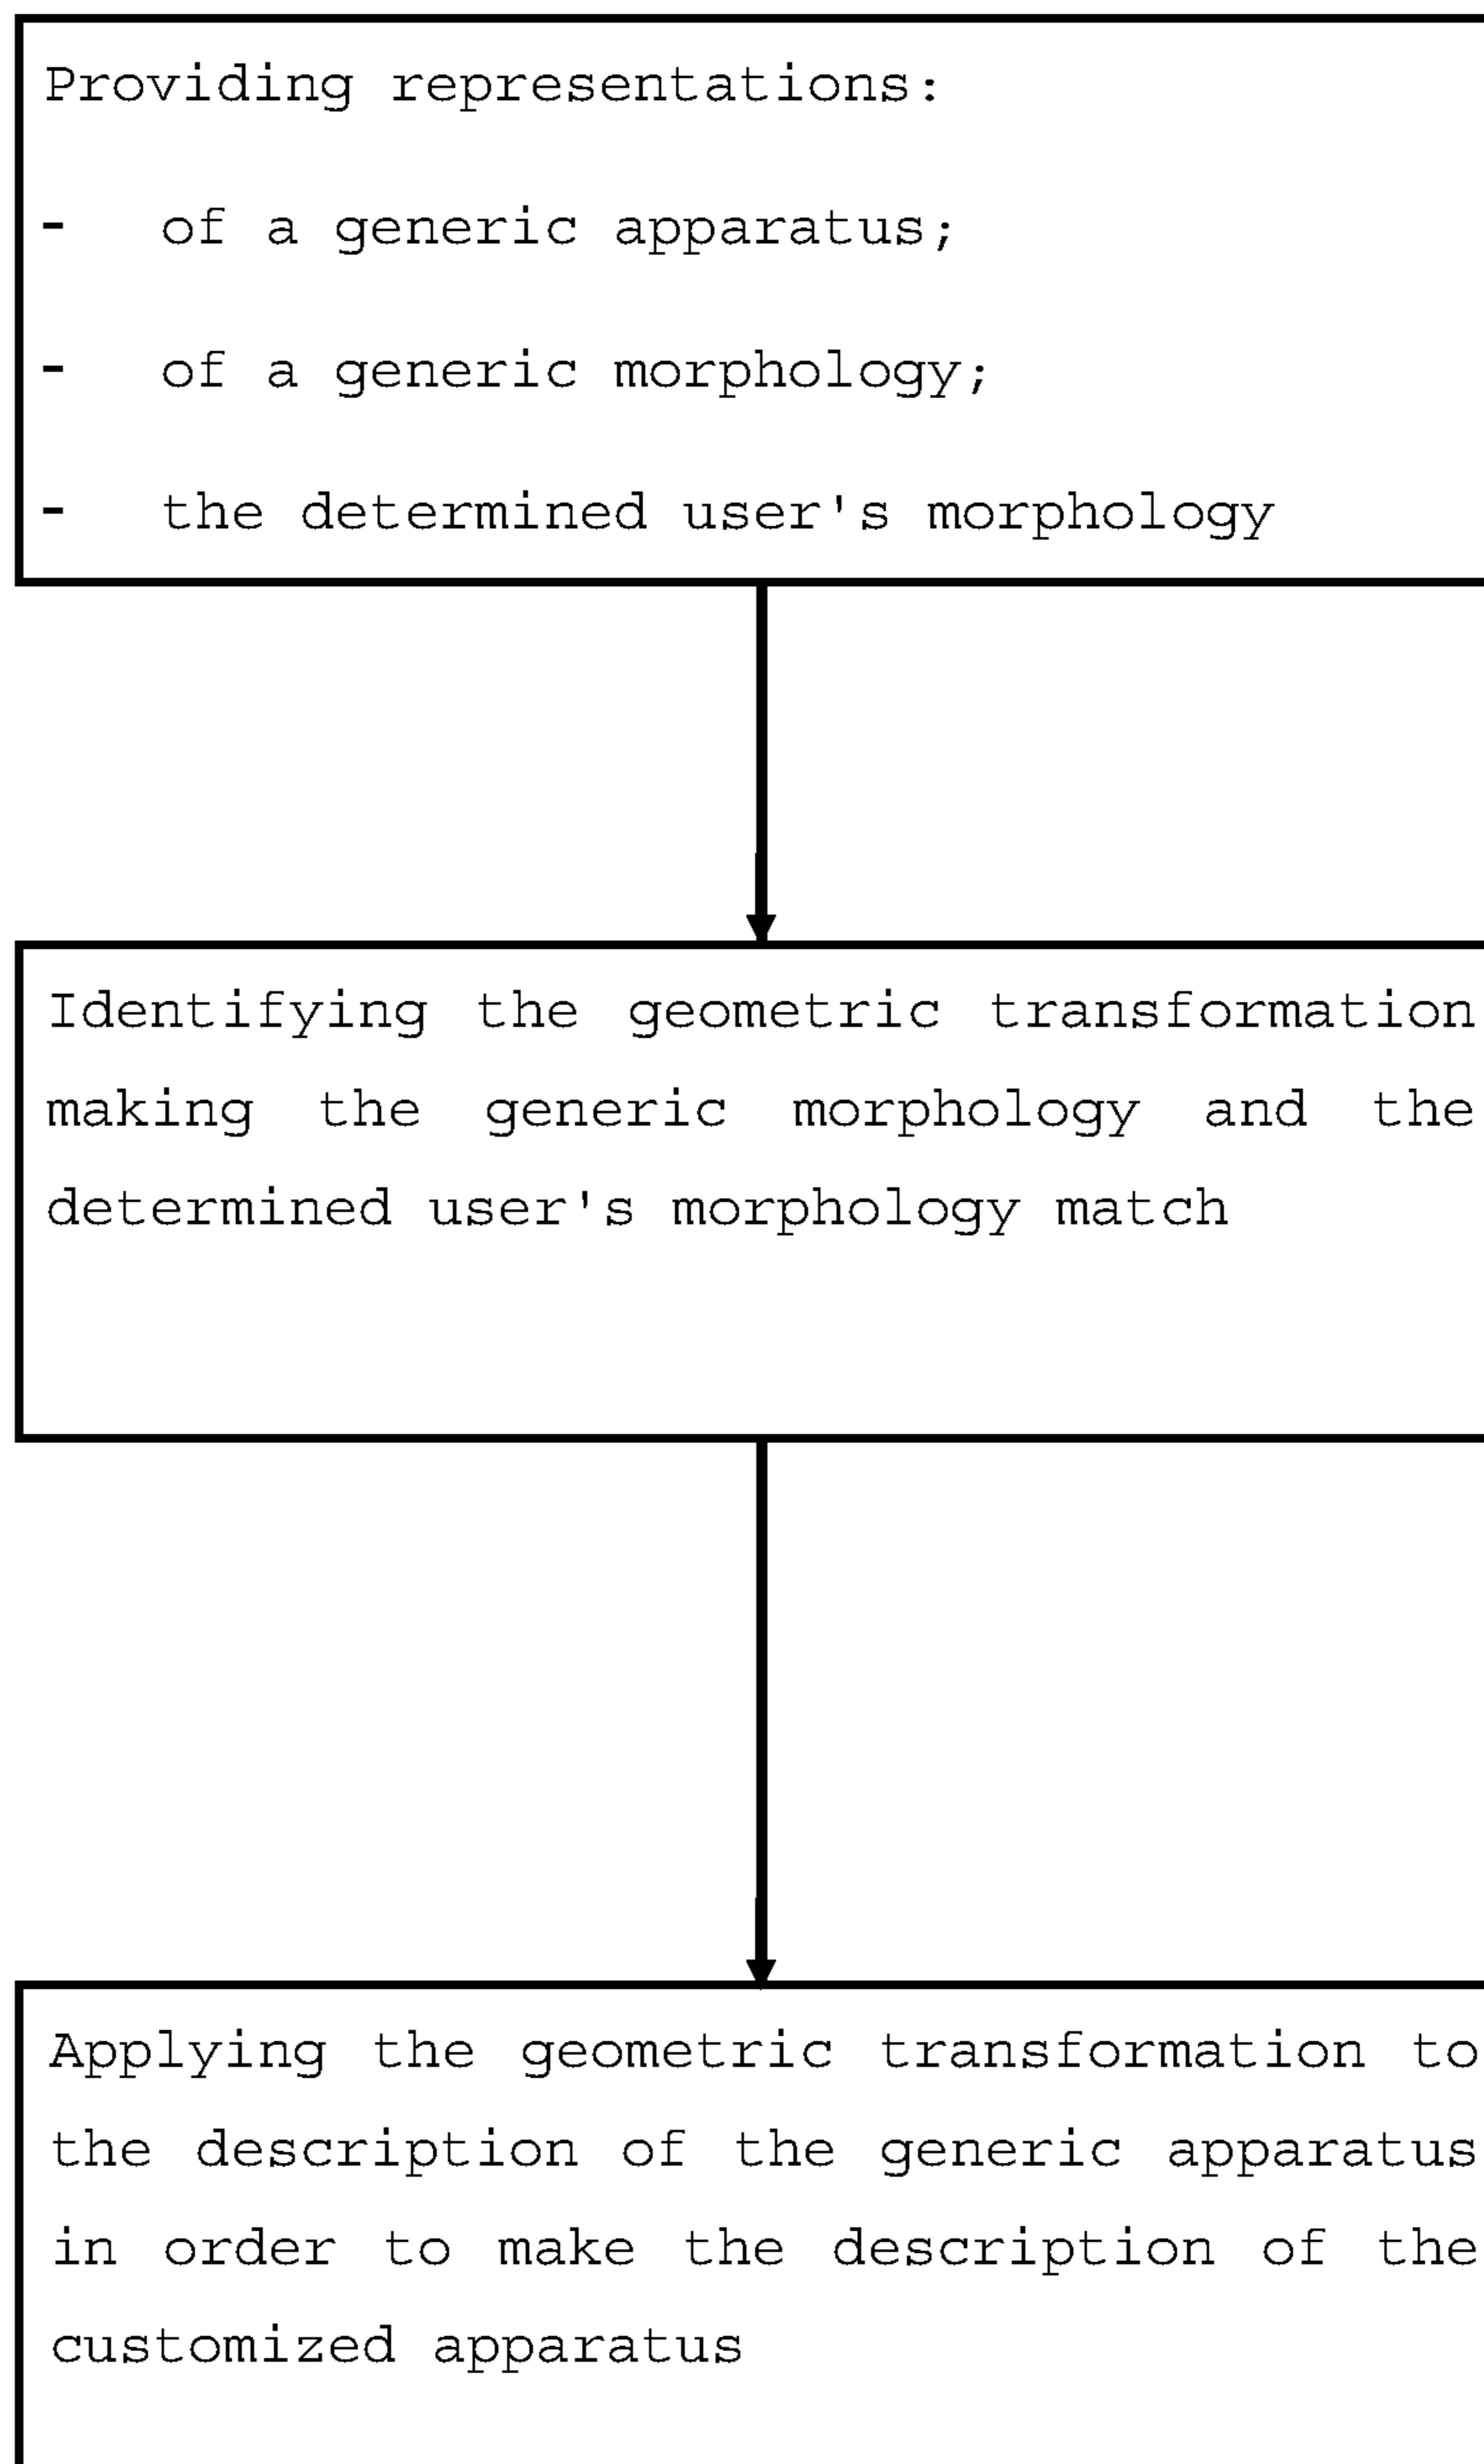 Providing representations:
- of a generic apparatus;
- of a generic morphology;
- the determined user's morphology
Identifying the geometric transformation
making the generic morphology and the
determined user's morphology match
Applying the geometric transformation to
the description of the generic apparatus
in order to make the description of the
customized apparatus